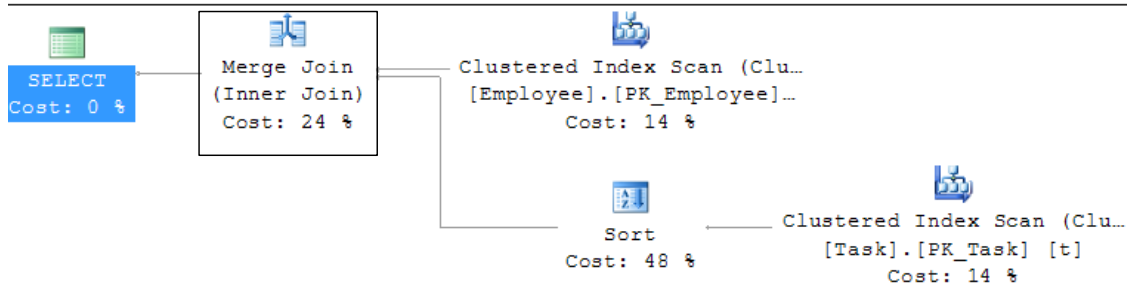 SELECT
Cost: 0 %
Merge Join
(Inner Join)
Cost: 24 %
Clustered Index Scan (Clu…
[Employee].[PK_Employee]…
Cost: 14 %
A
Z
Sort
Cost: 48 %
Clustered Index Scan (Clu…
[Task].[PK_Task] [t]
Cost: 14 %